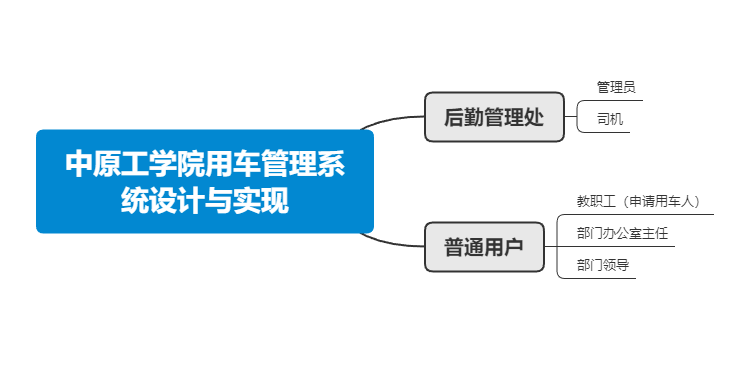 中原工学院用车管理系
统设计与实现
后勤管理处
管理员
司机
普通用户
教职工（申请用车人）
部门办公室主任
部门领导